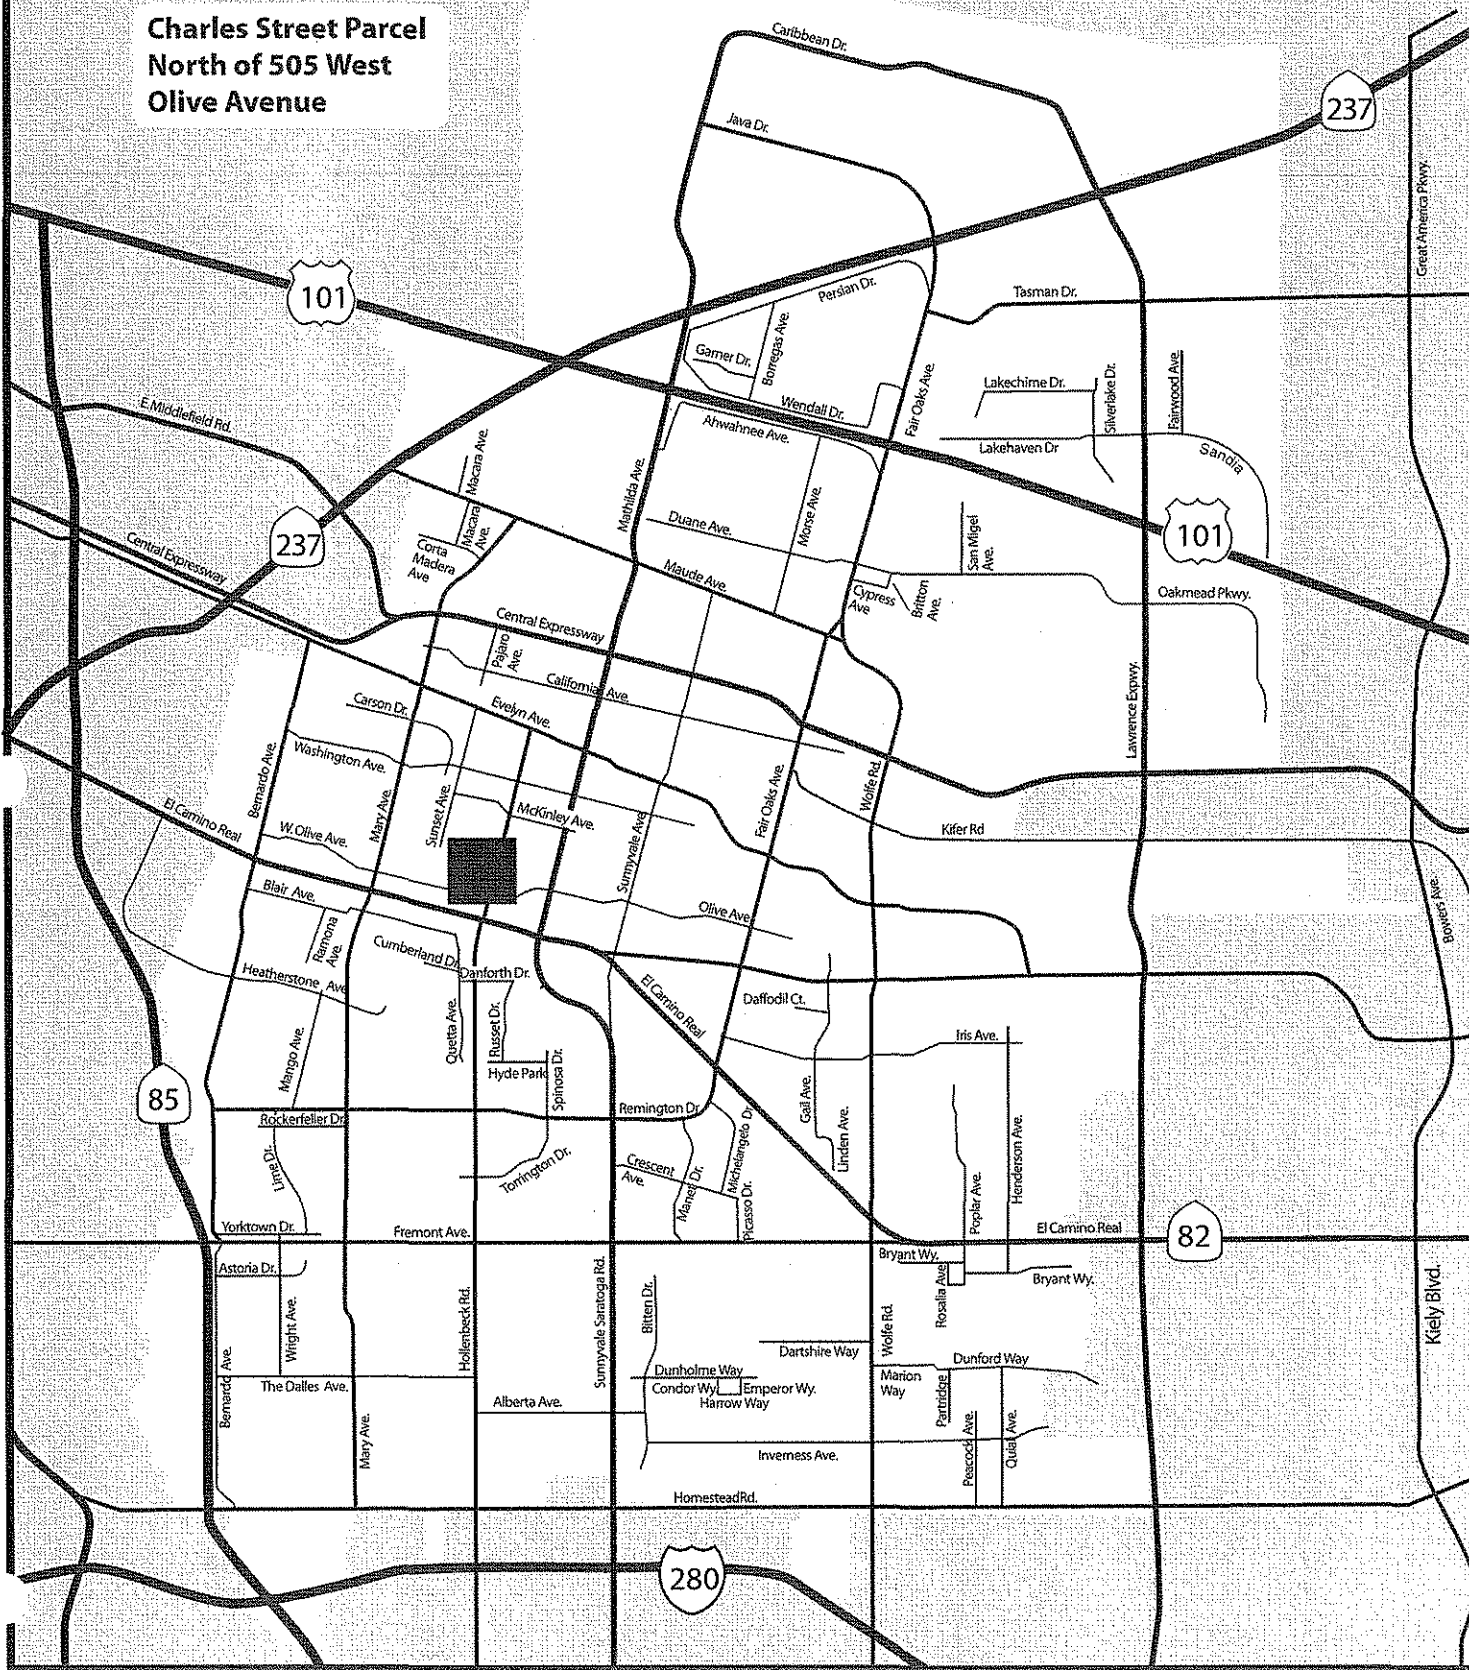 Charles Street Parcel
North of 505 West
Olive Avenue
Caribbean Dr.
237
Java Dr.
Great America Pkwy.
101
Persian Dr.
Tasman Dr.
Borregas Ave.
Garner Dr.
Lakechime Dr.
Silverlake Dr.
Fairwood Ave.
Fair Oaks Ave.
E Middlefield Rd.
Wendall Dr.
Ahwahnee Ave.
Lakehaven Dr
Sandia
Macara Ave.
Mathilda Ave.
Macara
Ave.
Morse Ave.
Duane Ave.
San Migel
Ave.
101
237
Corta
Madera
Ave
Central Expressway
Maude Ave.
Cypress
Ave
Britton
Ave.
Oakmead Pkwy.
Central Expressway
Pajaro
Ave.
California Ave.
Lawrence Expwy.
Carson Dr.
Evelyn Ave.
Bernardo Ave.
Washington Ave.
Mary Ave.
Sunset Ave.
McKinley Ave.
Sunnyvale Ave.
Fair Oaks Ave.
Wolfe Rd.
Kifer Rd
El Camino Real
W. Olive Ave.
Blair Ave.
Olive Ave.
Bowers Ave.
Ramona
Ave.
Cumberland Dr.
Danforth Dr.
Heatherstone Ave
El Camino Real
Daffodil Ct.
Mango Ave.
Quetta Ave.
Russet Dr.
Iris Ave.
Hyde Park
Spinosa Dr.
85
Rockerfeller Dr.
Remington Dr.
Gail Ave.
Linden Ave.
Henderson Ave.
Lime Dr.
Torrington Dr.
Crescent
Ave.
Manet Dr.
Michelangelo Dr.
Picasso Dr.
Poplar Ave.
Yorktown Dr.
Fremont Ave.
El Camino Real
82
Astoria Dr.
Bryant Wy.
Bryant Wy.
Rosalia Ave
Wright Ave.
Hollenbeck Rd.
Sunnyvale Saratoga Rd.
Bitten Dr.
Wolfe Rd.
Kiely Blvd.
Dartshire Way
Dunford Way
Bernardo Ave.
The Dalles Ave.
Dunholme Way
Condor Wy.
Emperor Wy.
Harrow Way
Marion
Way
Partridge
Alberta Ave.
Mary Ave.
Inverness Ave.
Peacock Ave.
Quail Ave.
HomesteadRd.
280